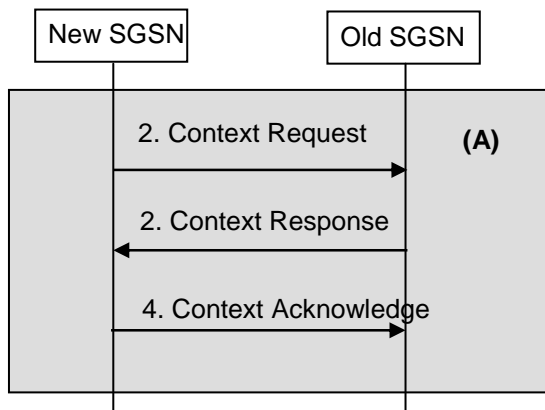 New SGSN
Old SGSN
2. Context Request
(A)
2. Context Response
4. Context Acknowledge